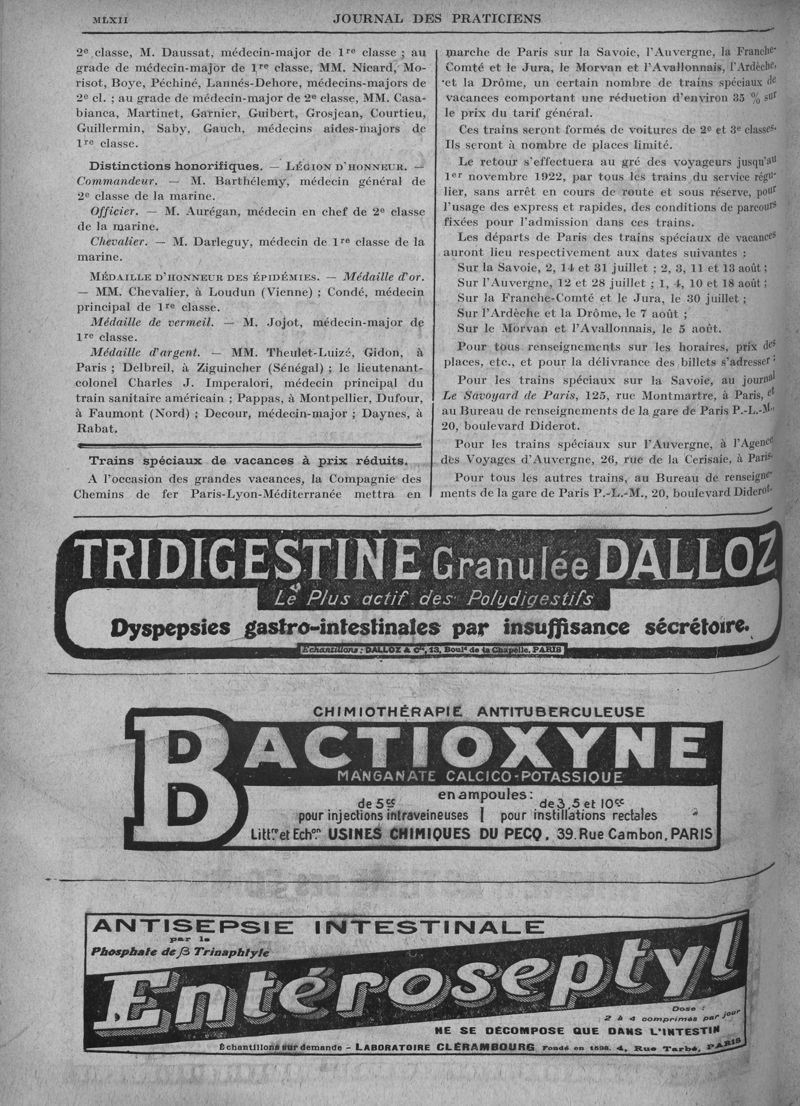 MLXII
JOURNAL DES PRATICIENS
2e classe, M. Daussat, médecin-major de 1re classe ; au
grade de médecin-major de 1re classe, MM. Nicard, Mo-
risot, Boye, Péchiné, Lannés-Dehore, médecins-majors de
2e cl. ; au grade de médecin-major de 2e classe, MM. Casa-
bianca, Martinet, Garnier, Guibert, Grosjean, Courtieu,
Guillermin, Saby, Gauch, médecins aides-majors de
1re classe.
Distinctions honorifiques. — LÉGION D'HONNEUR. —
Commandeur. — M. Barthélemy, médecin général de
2e classe de la marine.
Officier. — M. Aurégan, médecin en chef de 2e classe
de la marine.
Chevalier. — M. Darleguy, médecin de 1re classe de la
marine.
MÉDAILLE D'HONNEUR DES ÉPIDÉMIES. — Médaille d'or.
— MM. Chevalier, à Loudun (Vienne) ; Condé, médecin
principal de 1re classe.
Médaille de vermeil. — M. Jojot, médecin-major de
1re classe.
Médaille d'argent. — MM. Theulet-Luizé, Gidon, à
Paris ; Delbreil, à Ziguincher (Sénégal) ; le lieutenant-
colonel Charles J. Imperalori, médecin principal du
train sanitaire américain ; Pappas, à Montpellier, Dufour,
à Faumont (Nord) ; Decour, médecin-major ; Daynes, à
Rabat.
Trains spéciaux de vacances à prix réduits.
A l'occasion des grandes vacances, la Compagnie des
Chemins de fer Paris-Lyon-Méditerranée mettra en
marche de Paris sur la Savoie, l'Auvergne, la Franche-
Comté et le Jura, le Morvan et l'Avallonnais, l'Ardèche,
et la Drôme, un certain nombre de trains spéciaux de
vacances comportant une réduction d'environ 35 % sur
le prix du tarif général.
Ces trains seront formés de voitures de 2e et 3e classes.
Ils seront à nombre de places limité.
Le retour s'effectuera au gré des voyageurs jusqu'au
1er novembre 1922, par tous les trains du service régu-
lier, sans arrêt en cours de route et sous réserve, pour
l'usage des express et rapides, des conditions de parcours
fixées pour l'admission dans ces trains.
Les départs de Paris des trains spéciaux de vacances
auront lieu respectivement aux dates suivantes :
Sur la Savoie, 2, 14 et 31 juillet ; 2, 3, 11 et 13 août ;
Sur l'Auvergne, 12 et 28 juillet ; 1, 4, 10 et 18 août ;
Sur la Franche-Comté et le Jura, le 30 juillet ;
Sur l'Ardèche et la Drôme, le 7 août ;
Sur le Morvan et l'Avallonnais, le 5 août.
Pour tous renseignements sur les horaires, prix des
places, etc., et pour la délivrance des billets s'adresser :
Pour les trains spéciaux sur la Savoie, au journal
Le Savoyard de Paris, 125, rue Montmartre, à Paris, et
au Bureau de renseignements de la gare de Paris P.-L.-M.,
20, boulevard Diderot.
Pour les trains spéciaux sur l'Auvergne, à l'Agence
des Voyages d'Auvergne, 26, rue de la Cerisaie, à Paris.
Pour tous les autres trains, au Bureau de renseigne-
ments de la gare de Paris P.-L.-M., 20, boulevard Diderot.
TRIDIGESTINE Granulée DALLOZ
Le Plus actif des Polydigestifs
Dyspepsies gastro-intestinales par insuffisance sécrétoire.
Échantillons : DALLOZ & Cie, 13, Boulᵈ de la Chapelle, PARIS
CHIMIOTHÉRAPIE ANTITUBERCULEUSE
BACTIOXYNE
MANGANATE CALCICO-POTASSIQUE
en ampoules :
de 5cc
pour injections intraveineuses
de 3,5 et 10cc
pour instillations rectales
Littre et Echon USINES CHIMIQUES DU PECQ, 39, Rue Cambon, PARIS
ANTISEPSIE INTESTINALE
par le
Phosphate de β Trinaphtyle
Entéroseptyl
Dose :
2 à 4 comprimés par jour
NE SE DÉCOMPOSE QUE DANS L'INTESTIN
Échantillons sur demande - LABORATOIRE CLÉRAMBOURG Fondé en 1898. 4, Rue Tarbé, PARIS